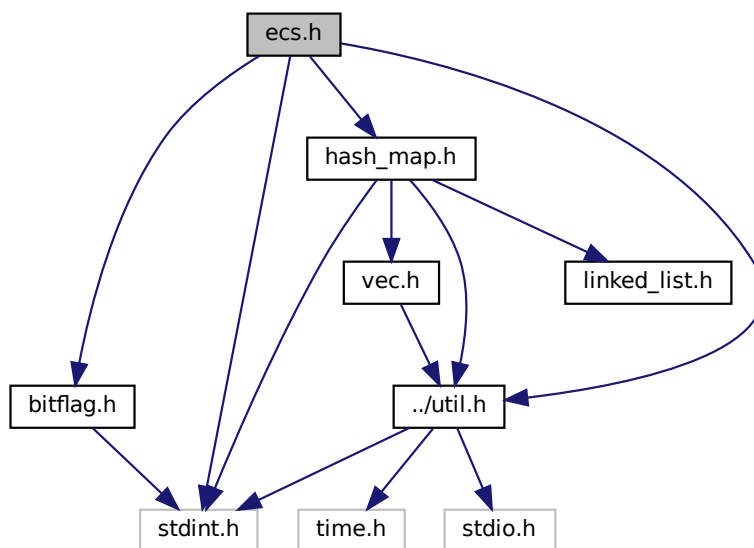 ecs.h
hash_map.h
vec.h
linked_list.h
bitflag.h
../util.h
stdint.h
time.h
stdio.h